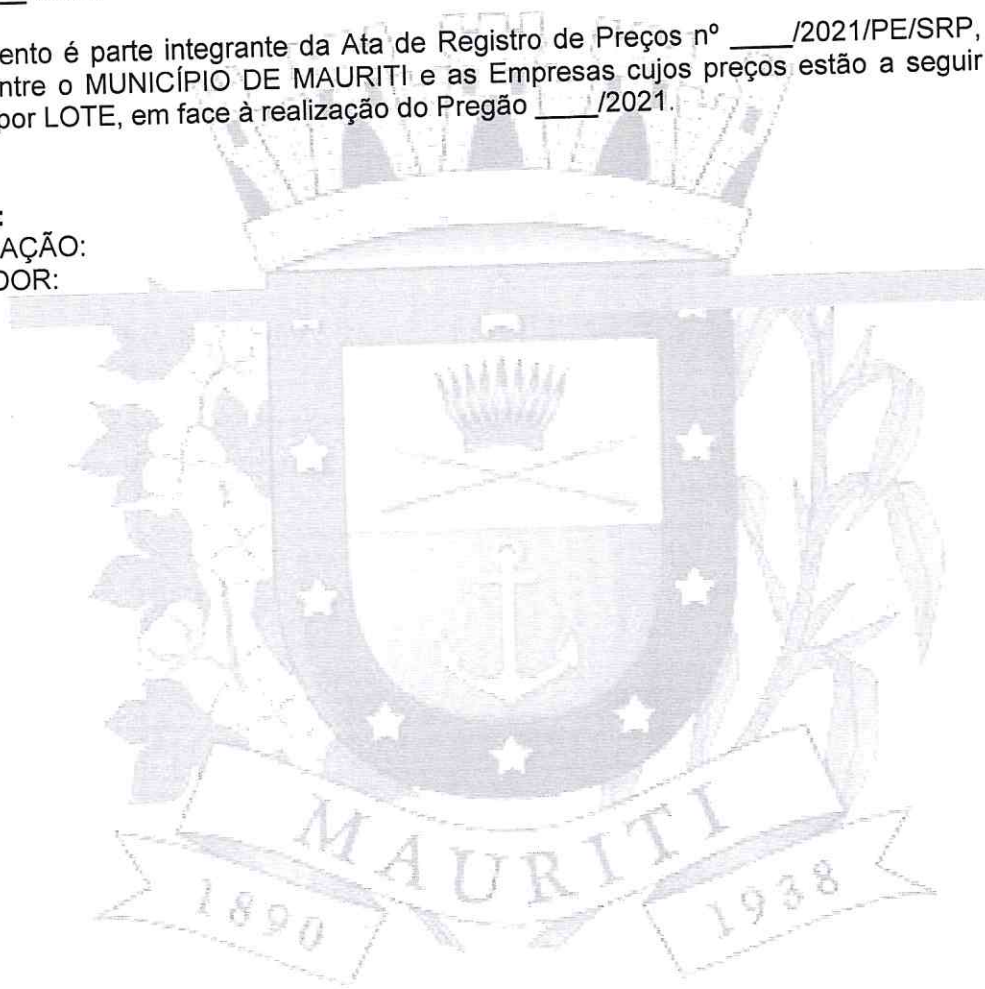 ento é parte integrante da Ata de Registro de Preços nº ____/2021/PE/SRP,
ntre o MUNICÍPIO DE MAURITI e as Empresas cujos preços estão a seguir
por LOTE, em face à realização do Pregão ____/2021.
:
AÇÃO:
DOR:
MAURITI
1890
1938